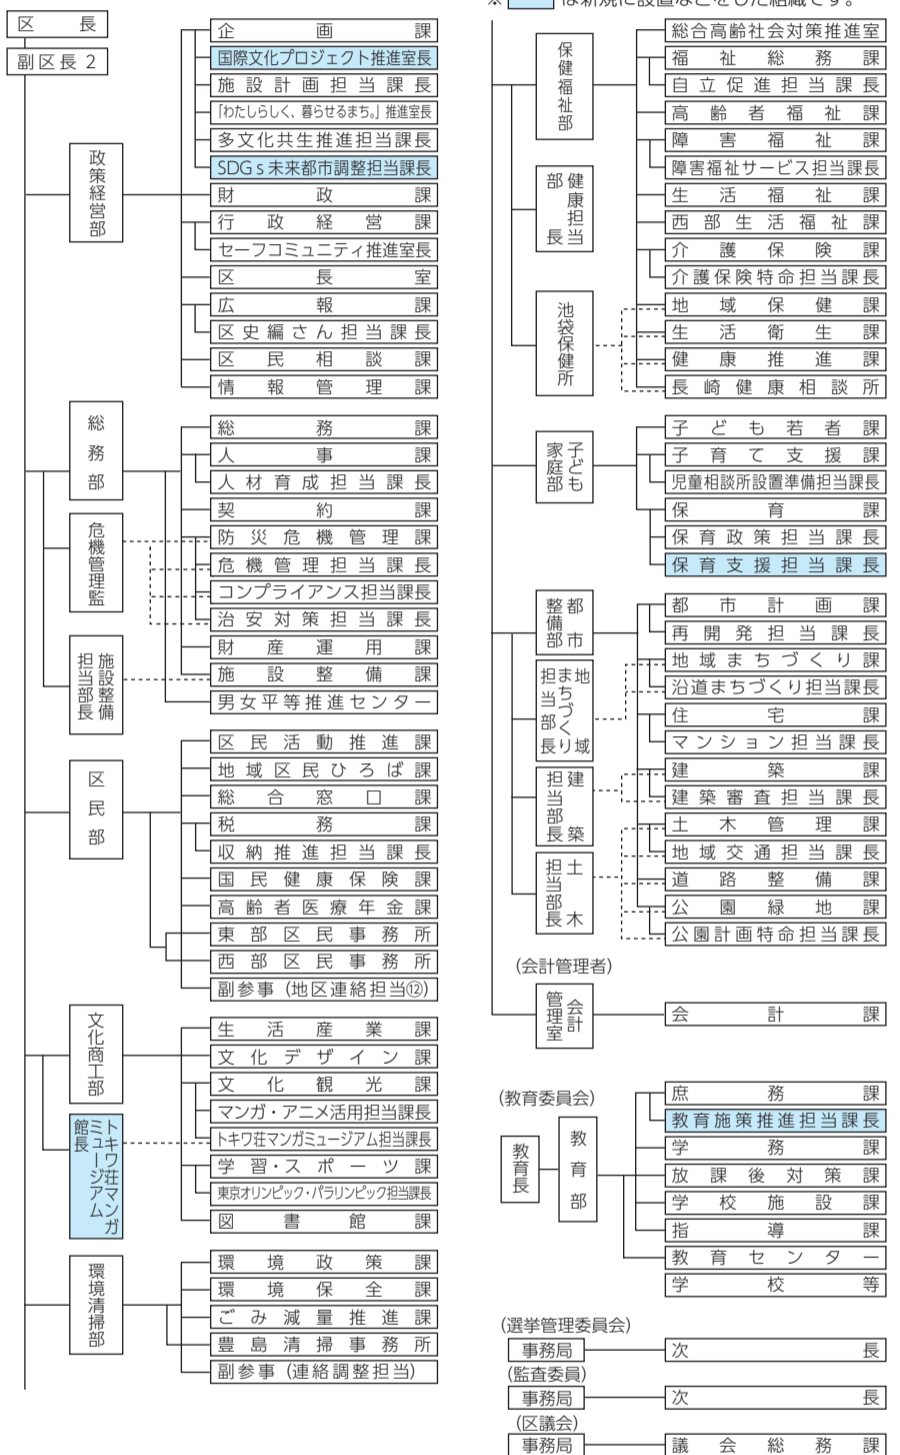 区長
副区長2
政策経営部
企画課
国際文化プロジェクト推進室長
施設計画担当課長
「わたしらしく、暮らせるまち。」推進室長
多文化共生推進担当課長
SDGs未来都市調整担当課長
財政課
行政経営課
セーフコミュニティ推進室長
区長室
広報課
区史編さん担当課長
区民相談課
情報管理課
総務部
危機管理監
施設整備担当部長
総務課
人事課
人材育成担当課長
契約課
防災危機管理課
危機管理担当課長
コンプライアンス担当課長
治安対策担当課長
財産運用課
施設整備課
男女平等推進センター
区民部
区民活動推進課
地域区民ひろば課
総合窓口課
税務課
収納推進担当課長
国民健康保険課
高齢者医療年金課
東部区民事務所
西部区民事務所
副参事（地区連絡担当⑫）
文化商工部
トキワ荘マンガミュージアム館長
生活産業課
文化デザイン課
文化観光課
マンガ・アニメ活用担当課長
トキワ荘マンガミュージアム担当課長
学習・スポーツ課
東京オリンピック・パラリンピック担当課長
図書館課
環境清掃部
環境政策課
環境保全課
ごみ減量推進課
豊島清掃事務所
副参事（連絡調整担当）
※は新規に設置などをした組織です。
保健福祉部
健康担当部長
池袋保健所
総合高齢社会対策推進室
福祉総務課
自立促進担当課長
高齢者福祉課
障害福祉課
障害福祉サービス担当課長
生活福祉課
西部生活福祉課
介護保険課
介護保険特命担当課長
地域保健課
生活衛生課
健康推進課
長崎健康相談所
子ども家庭部
子ども若者課
子育て支援課
児童相談所設置準備担当課長
保育課
保育政策担当課長
保育支援担当課長
都市整備部
地域まちづくり担当部長
建築担当部長
土木担当部長
都市計画課
再開発担当課長
地域まちづくり課
沿道まちづくり担当課長
住宅課
マンション担当課長
建築課
建築審査担当課長
土木管理課
地域交通担当課長
道路整備課
公園緑地課
公園計画特命担当課長
(会計管理者)
会計管理室
会計課
(教育委員会)
教育長
教育部
庶務課
教育施策推進担当課長
学務課
放課後対策課
学校施設課
指導課
教育センター
学校等
(選挙管理委員会)
事務局
次長
(監査委員)
事務局
次長
(区議会)
事務局
議会総務課